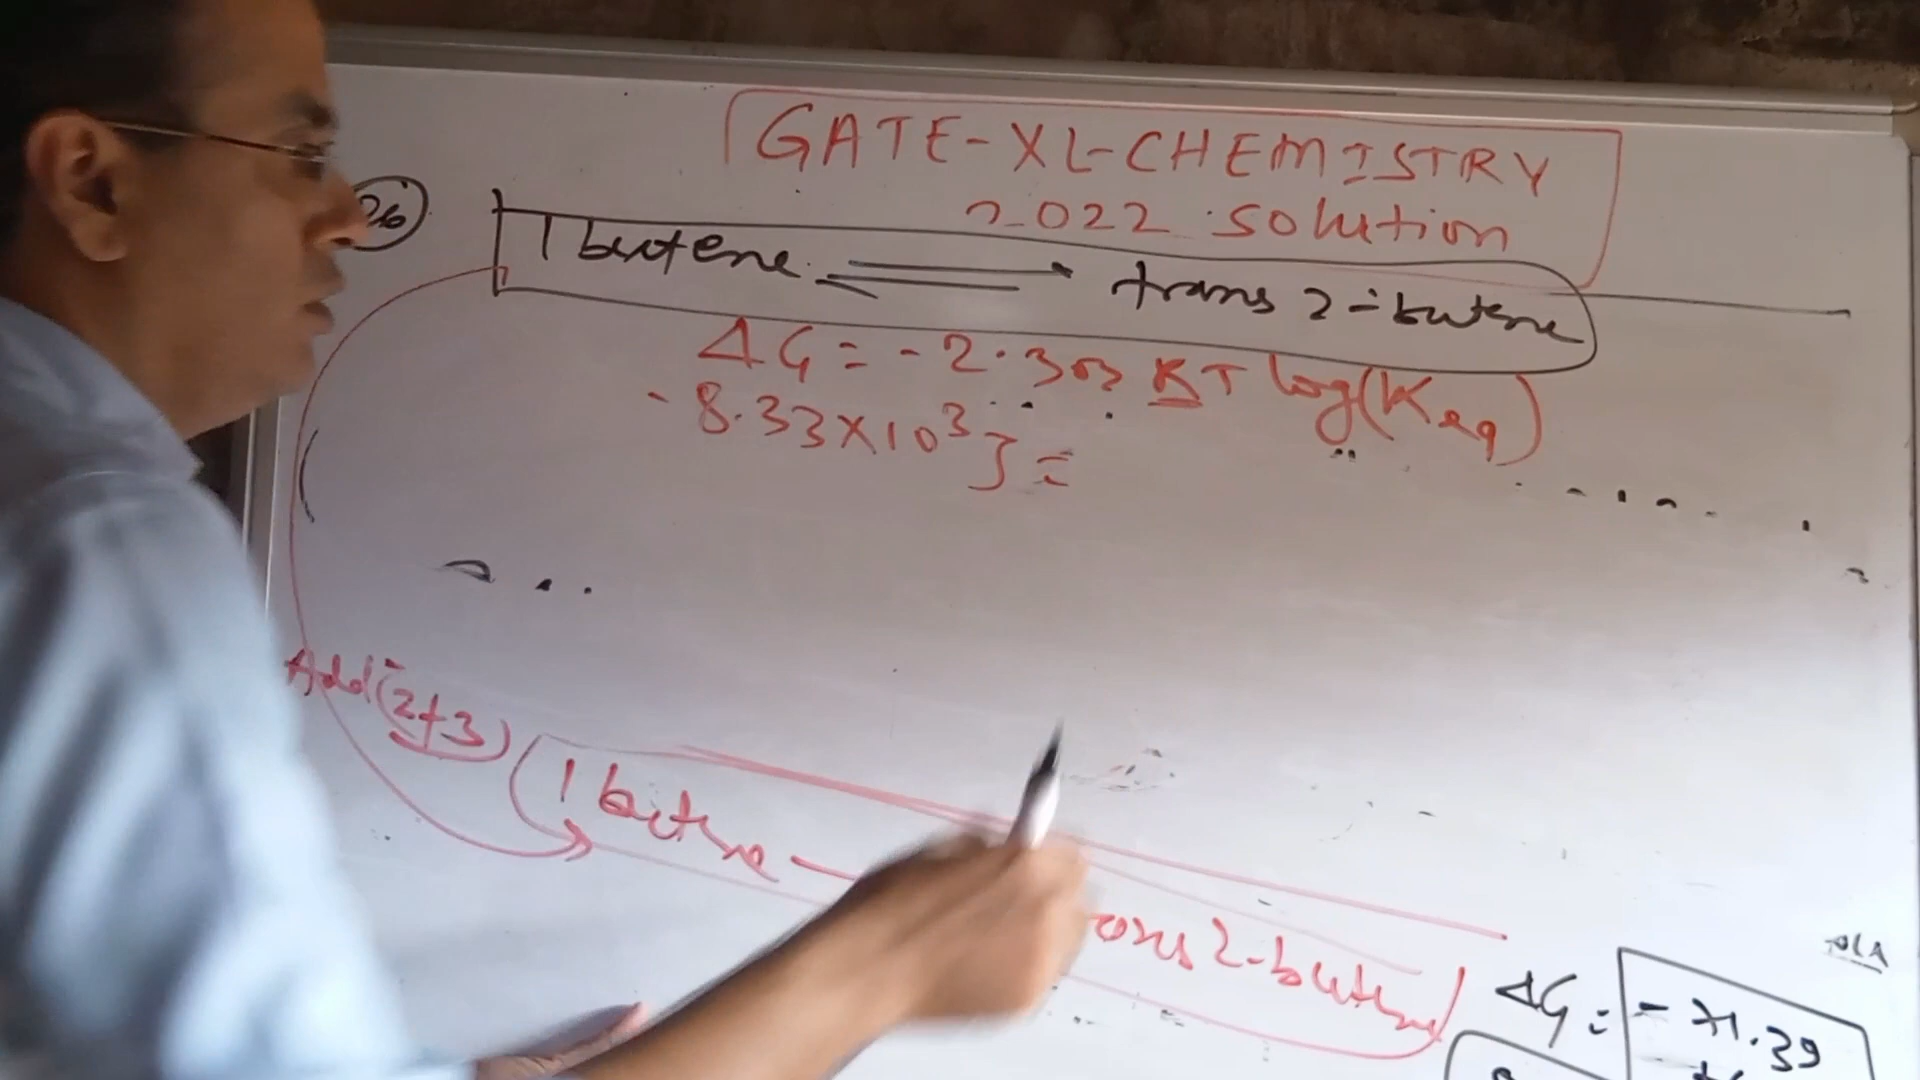 GATE-XL-CHEMISTRY
2022 solution
26
1 butene ⇌ trans 2-butene
ΔG = -2.303 RT log(Keq)
-8.33×10³ J =
Add (2+3)
1 butene – ons 2-butene
ΔG = -71.39